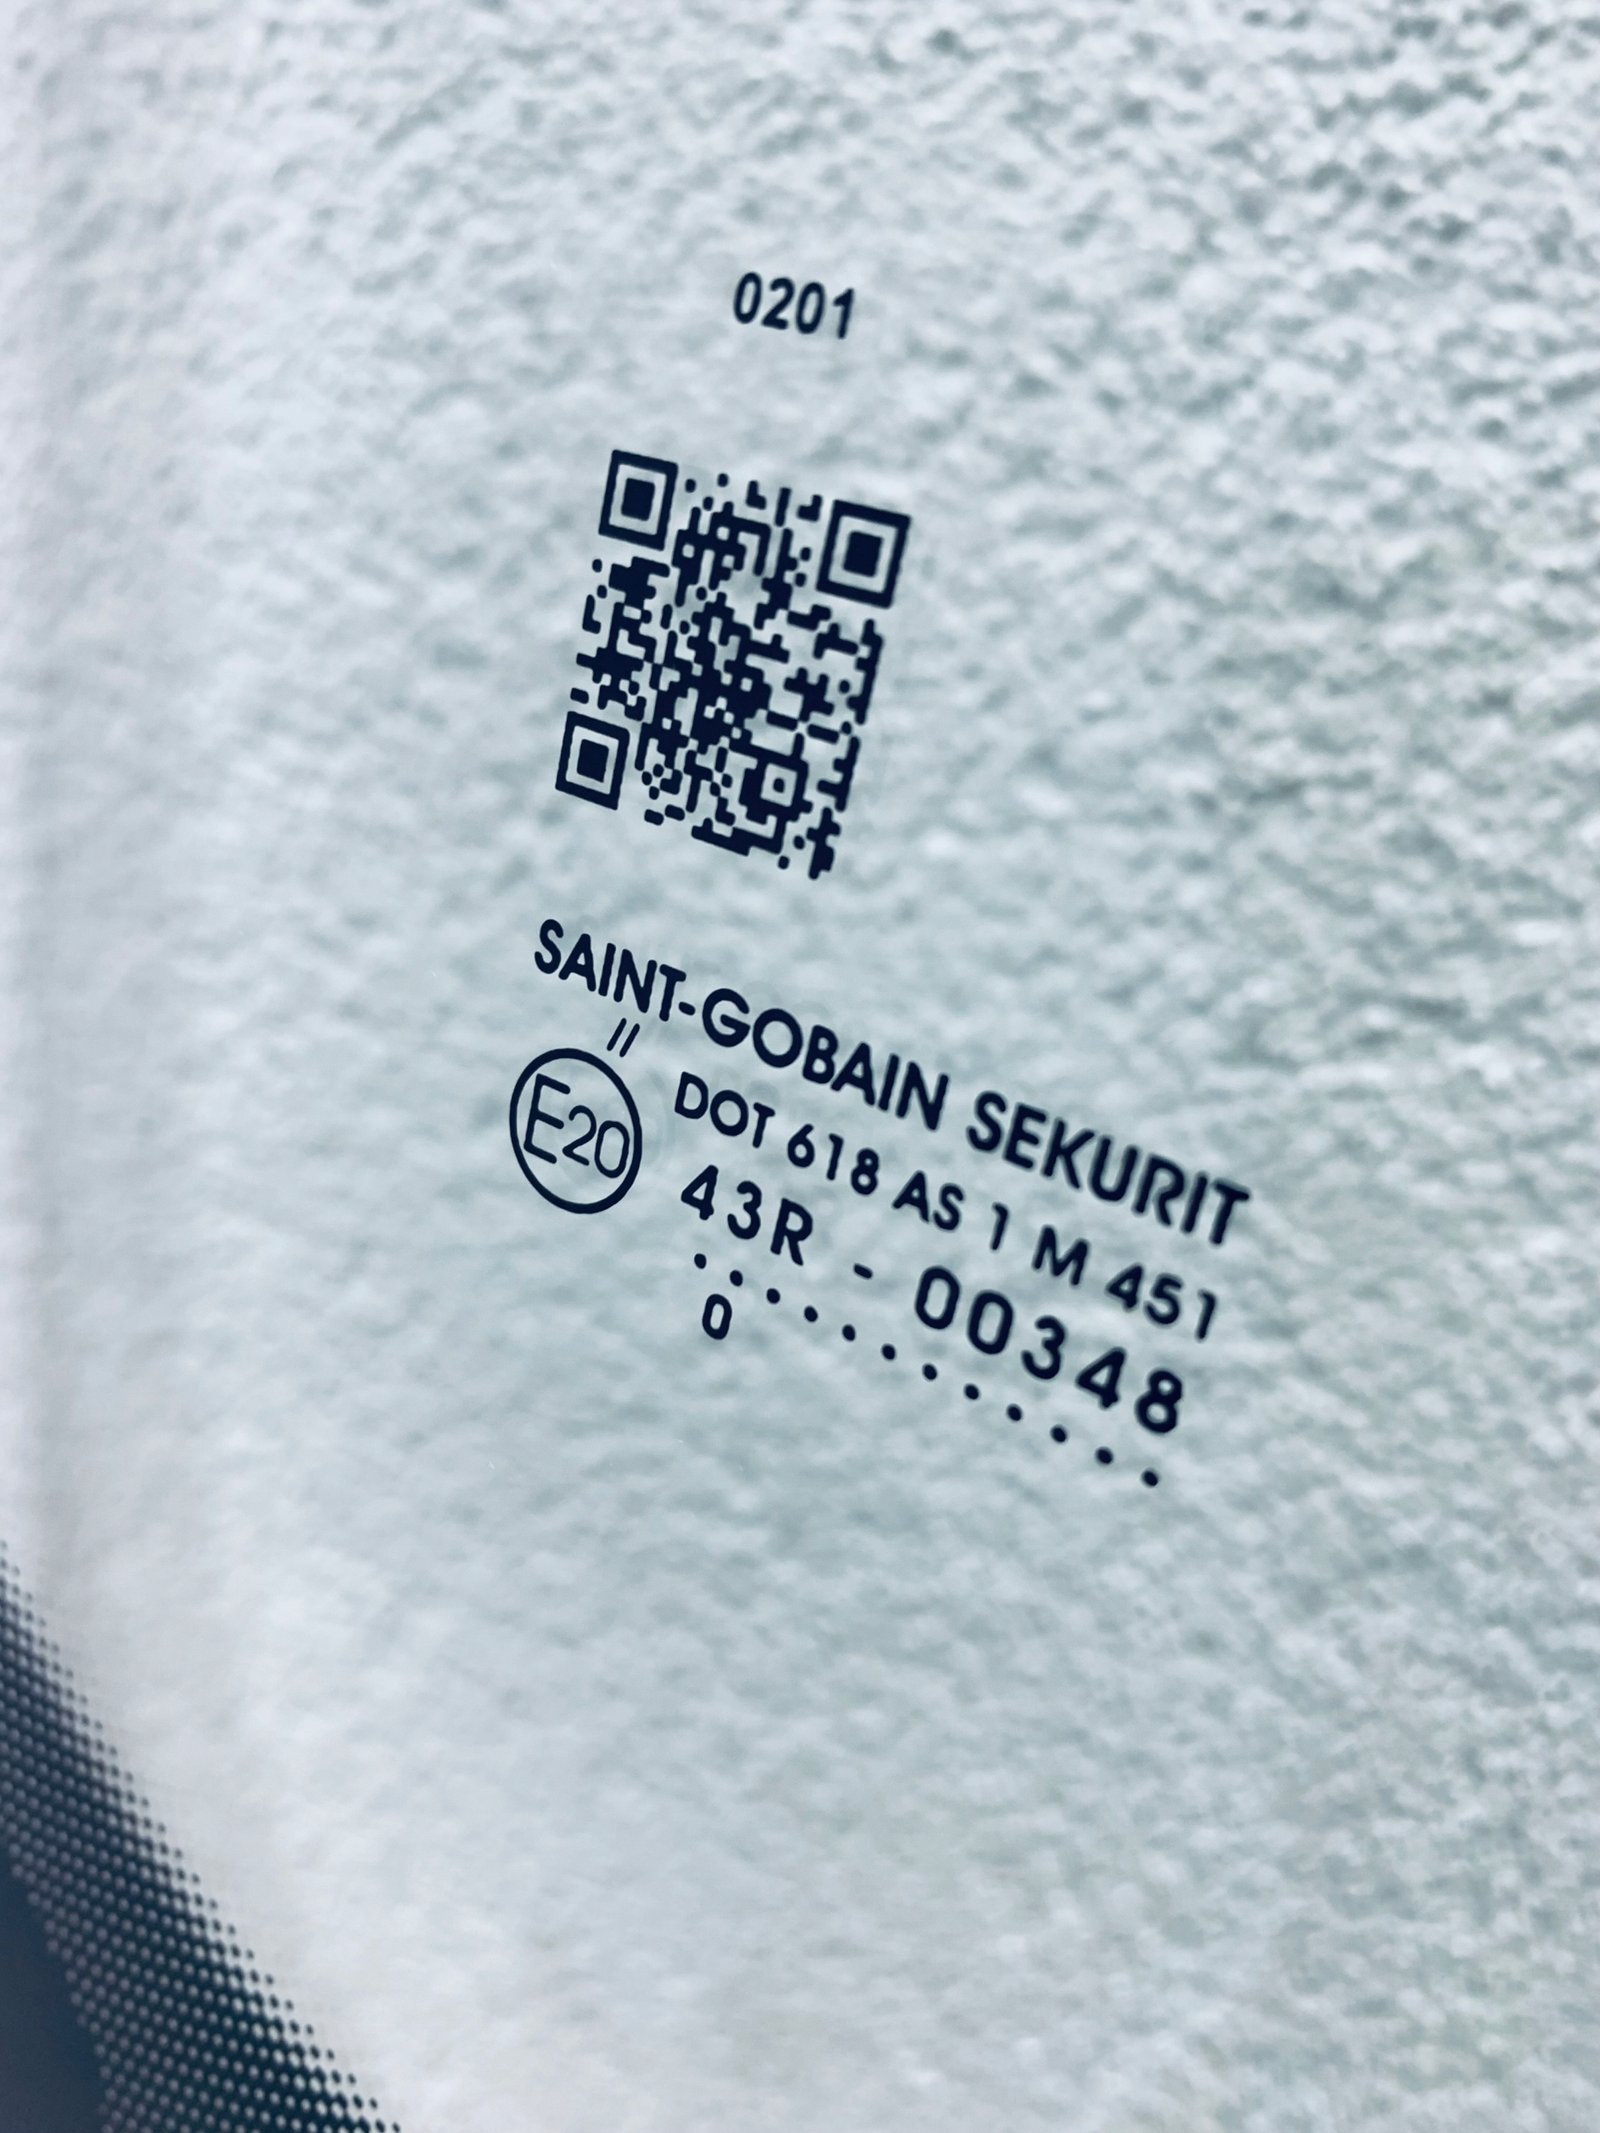 0201
SAINT-GOBAIN SEKURIT
//
E20
DOT 618 AS 1 M 451
43R - 00348
. . . . . . . . . . . .
0